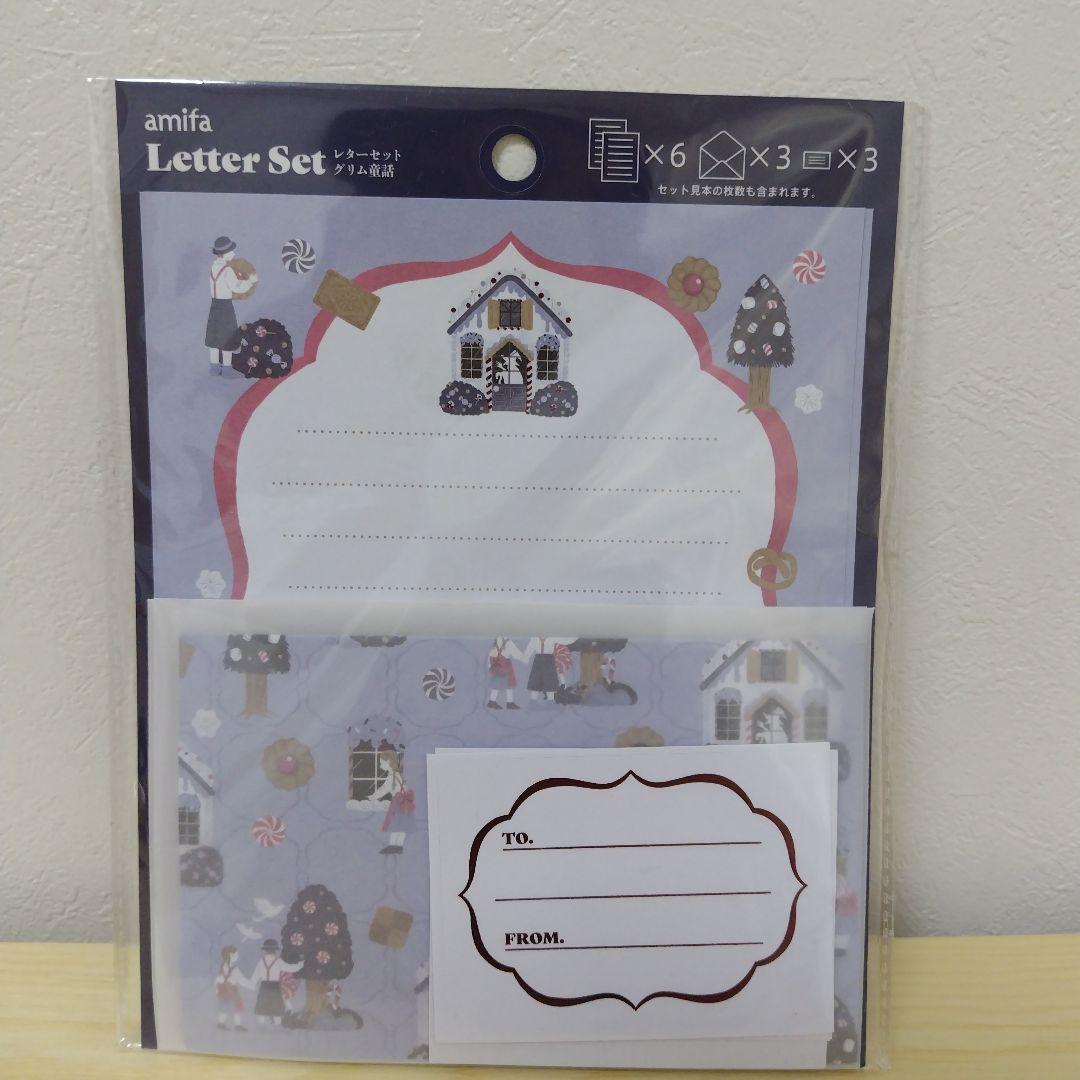 amifa
Letter Set
レターセット
グリム童話
×6 ×3 ×3
セット見本の枚数も含まれます。
TO.
FROM.